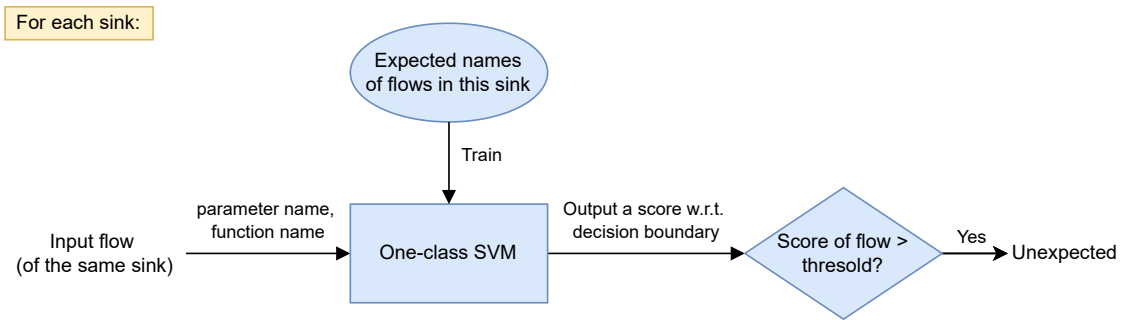 For each sink:
Expected names
of flows in this sink
Train
parameter name,
function name
Output a score w.r.t.
decision boundary
Input flow
(of the same sink)
One-class SVM
Score of flow >
thresold?
Yes
Unexpected